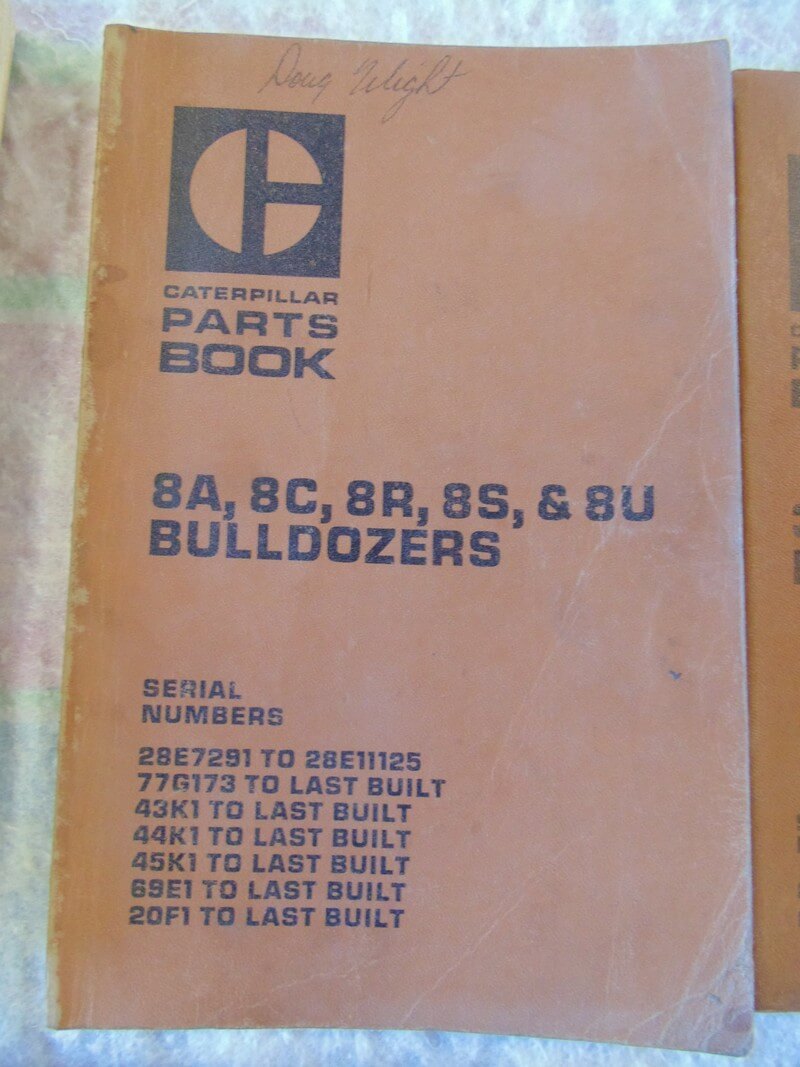 Doug
CATERPILLAR
PARTS
BOOK
8A, 8C, 8R, 8S, & 8U
BULLDOZERS
SERIAL
NUMBERS
28E7291 TO 28E11125
77G173 TO LAST BUILT
43K1 TO LAST BUILT
44K1 TO LAST BUILT
45K1 TO LAST BUILT
69E1 TO LAST BUILT
20F1 TO LAST BUILT